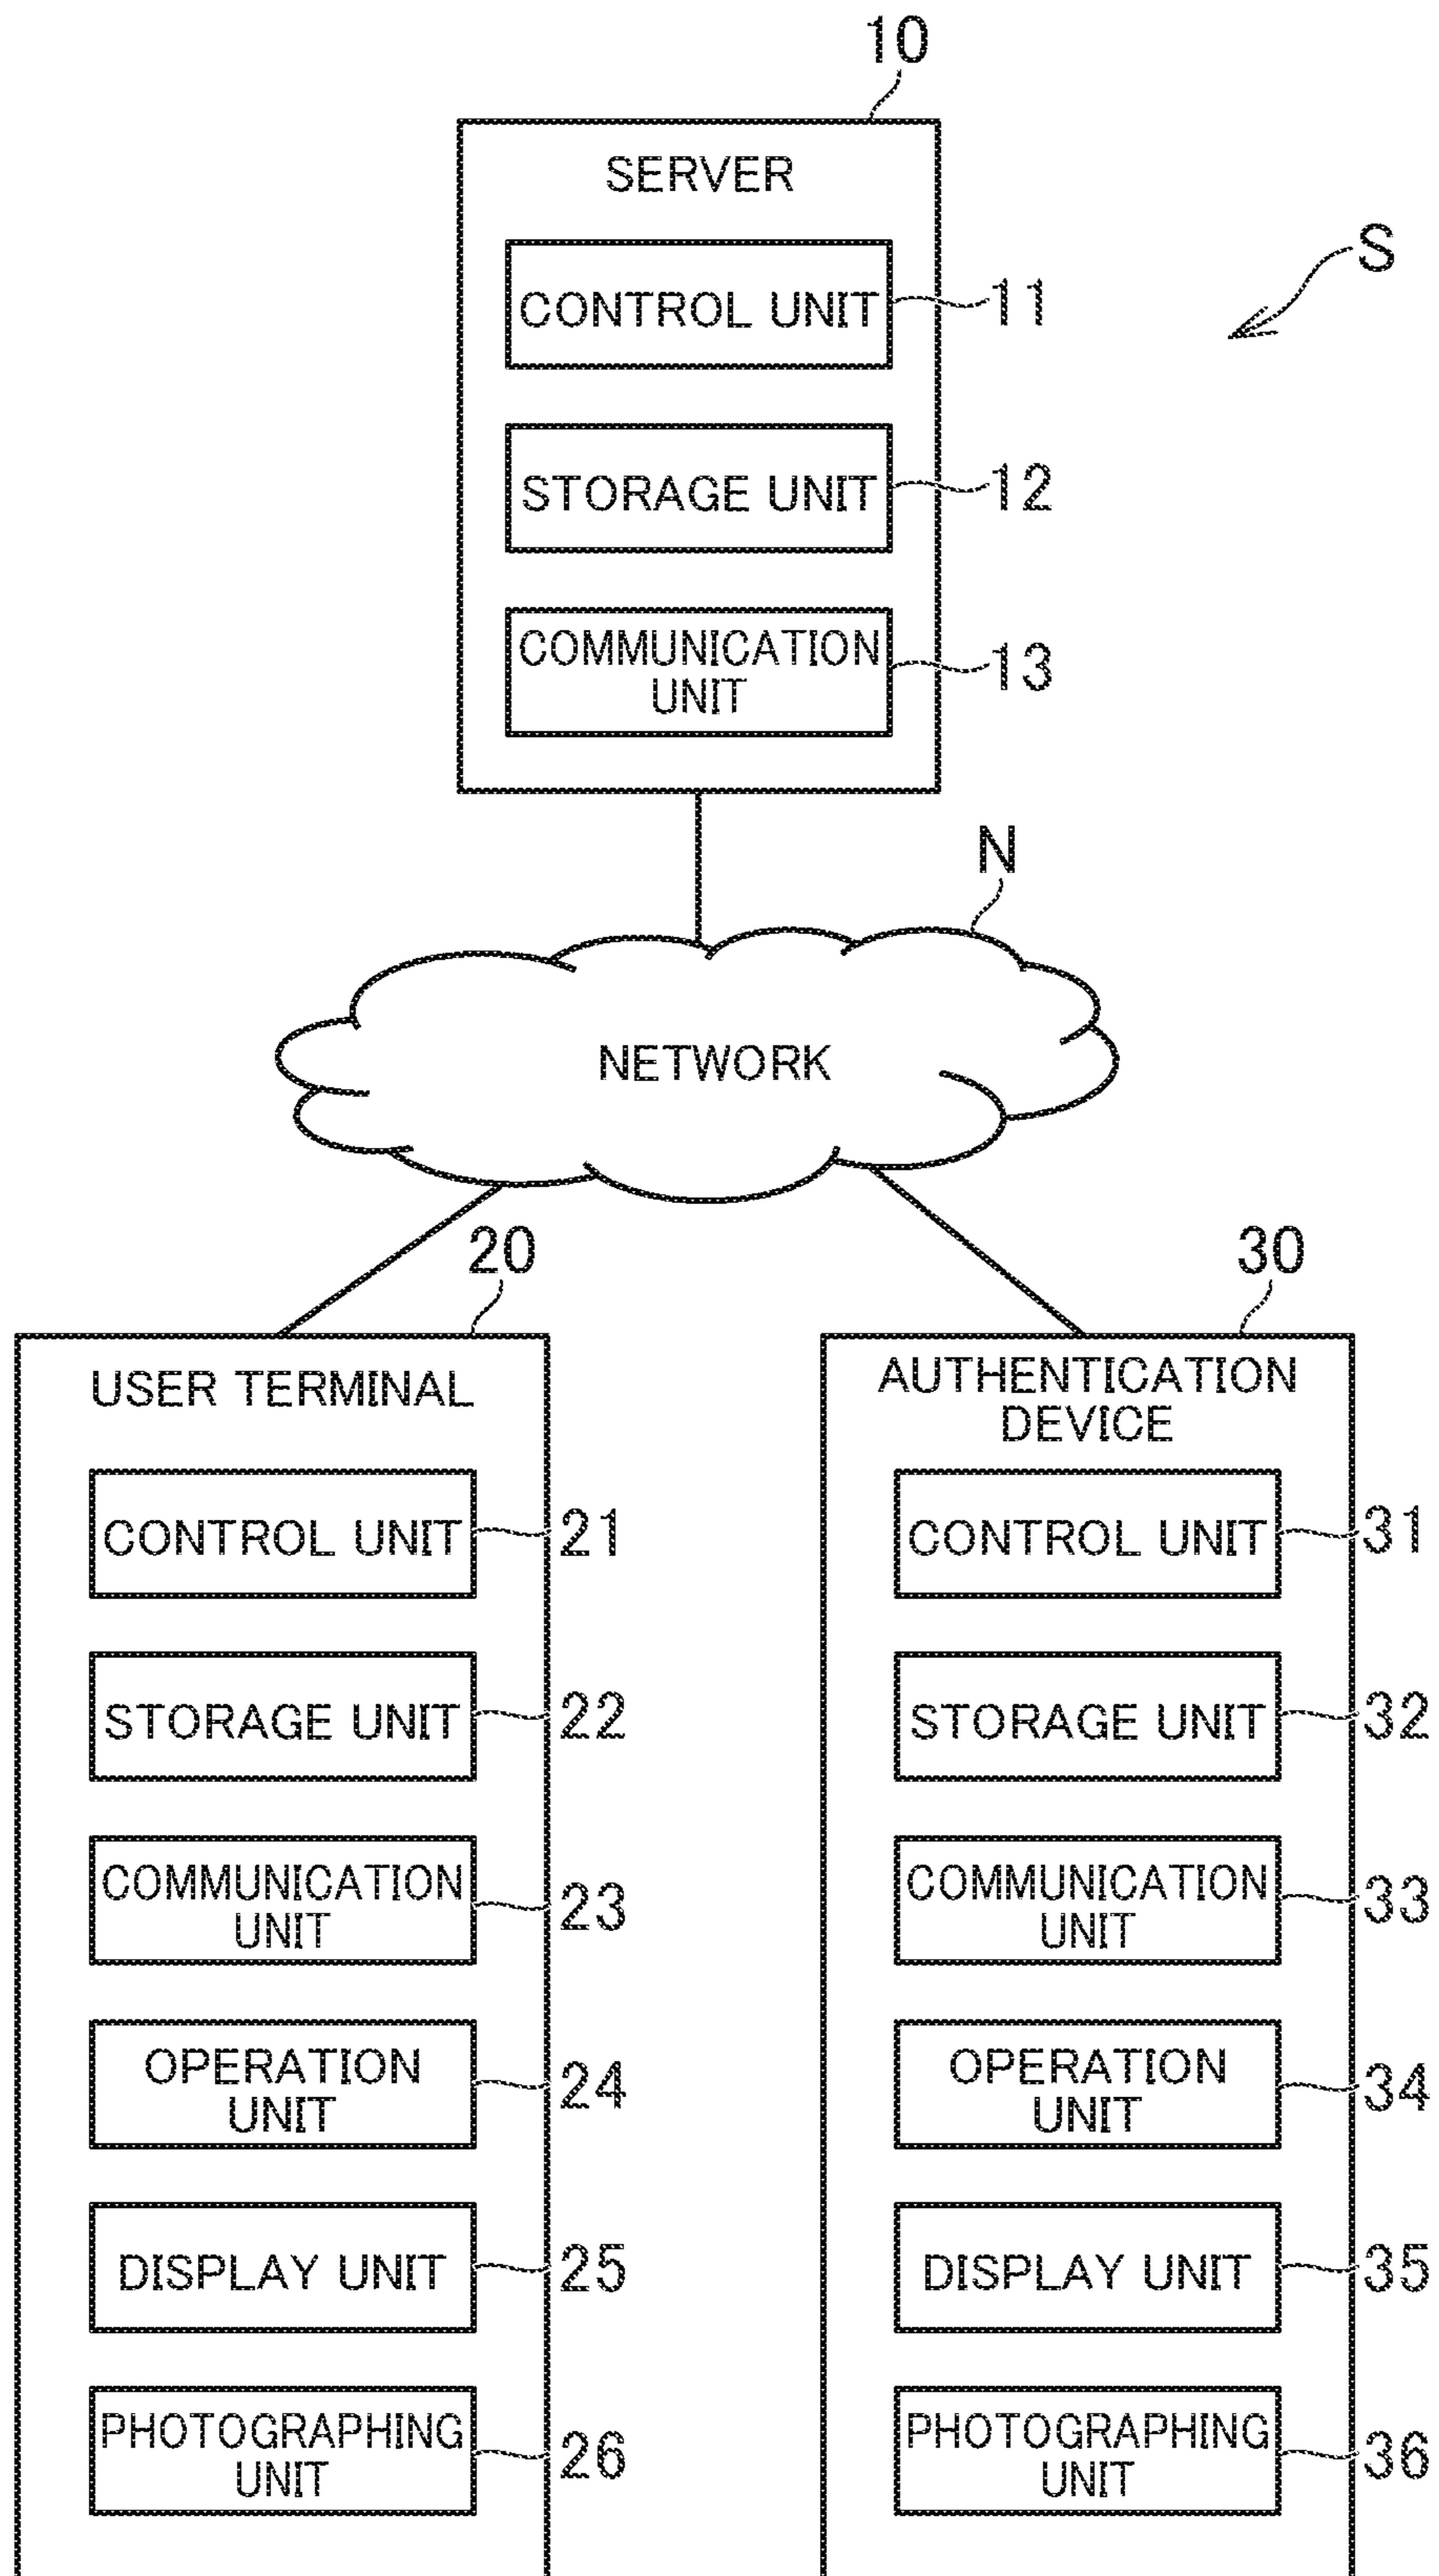 10
SERVER
S
CONTROL UNIT
11
STORAGE UNIT
12
COMMUNICATION
UNIT
13
N
NETWORK
20
USER TERMINAL
CONTROL UNIT
21
STORAGE UNIT
22
COMMUNICATION
UNIT
23
OPERATION
UNIT
24
DISPLAY UNIT
25
PHOTOGRAPHING
UNIT
26
30
AUTHENTICATION
DEVICE
CONTROL UNIT
31
STORAGE UNIT
32
COMMUNICATION
UNIT
33
OPERATION
UNIT
34
DISPLAY UNIT
35
PHOTOGRAPHING
UNIT
36